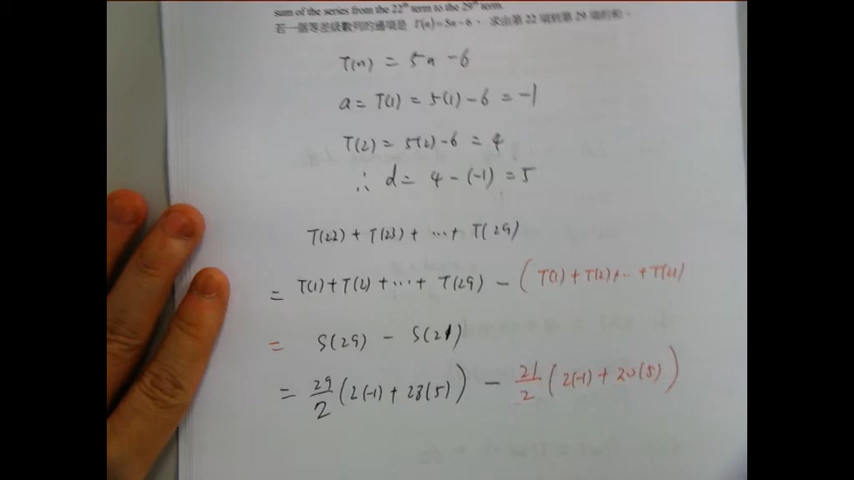 sum of the series from the 22th term to the 29th term.
若一個等差級數列的通項是 T(n)=5n-6, 求由第 22 項到第 29 項的和。
T(n) = 5n - 6
a = T(1) = 5(1) - 6 = -1
T(2) = 5(2) - 6 = 4
∴ d = 4 - (-1) = 5
T(22) + T(23) + ... + T(29)
= T(1) + T(2) + ... + T(29) - (T(1) + T(2) + ... + T(21)
= S(29) - S(21)
= 29/2 (2(-1) + 28(5)) - 21/2 (2(-1) + 20(5))